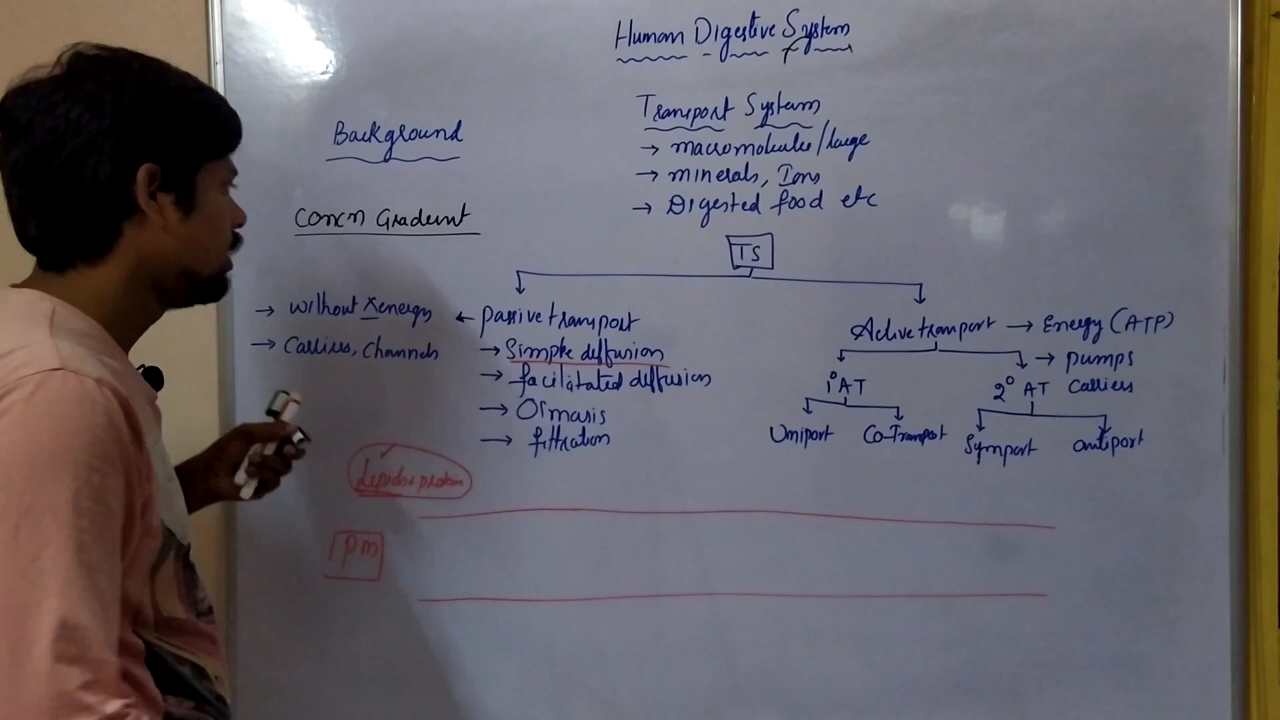 Human Digestive System
Transport System
→ macromolecules/large
→ minerals, Ions
→ Digested food etc
Background
Concn Gradient
TS
→ without x energy
→ Carriers, Channels
← Passive transport
→ Simple diffusion
→ facilitated diffusion
→ Osmosis
→ filtration
Active transport → Energy (ATP)
→ pumps
Carriers
1° AT
2° AT
Uniport
Co-Transport
Symport
antiport
Lipids+protein
PM